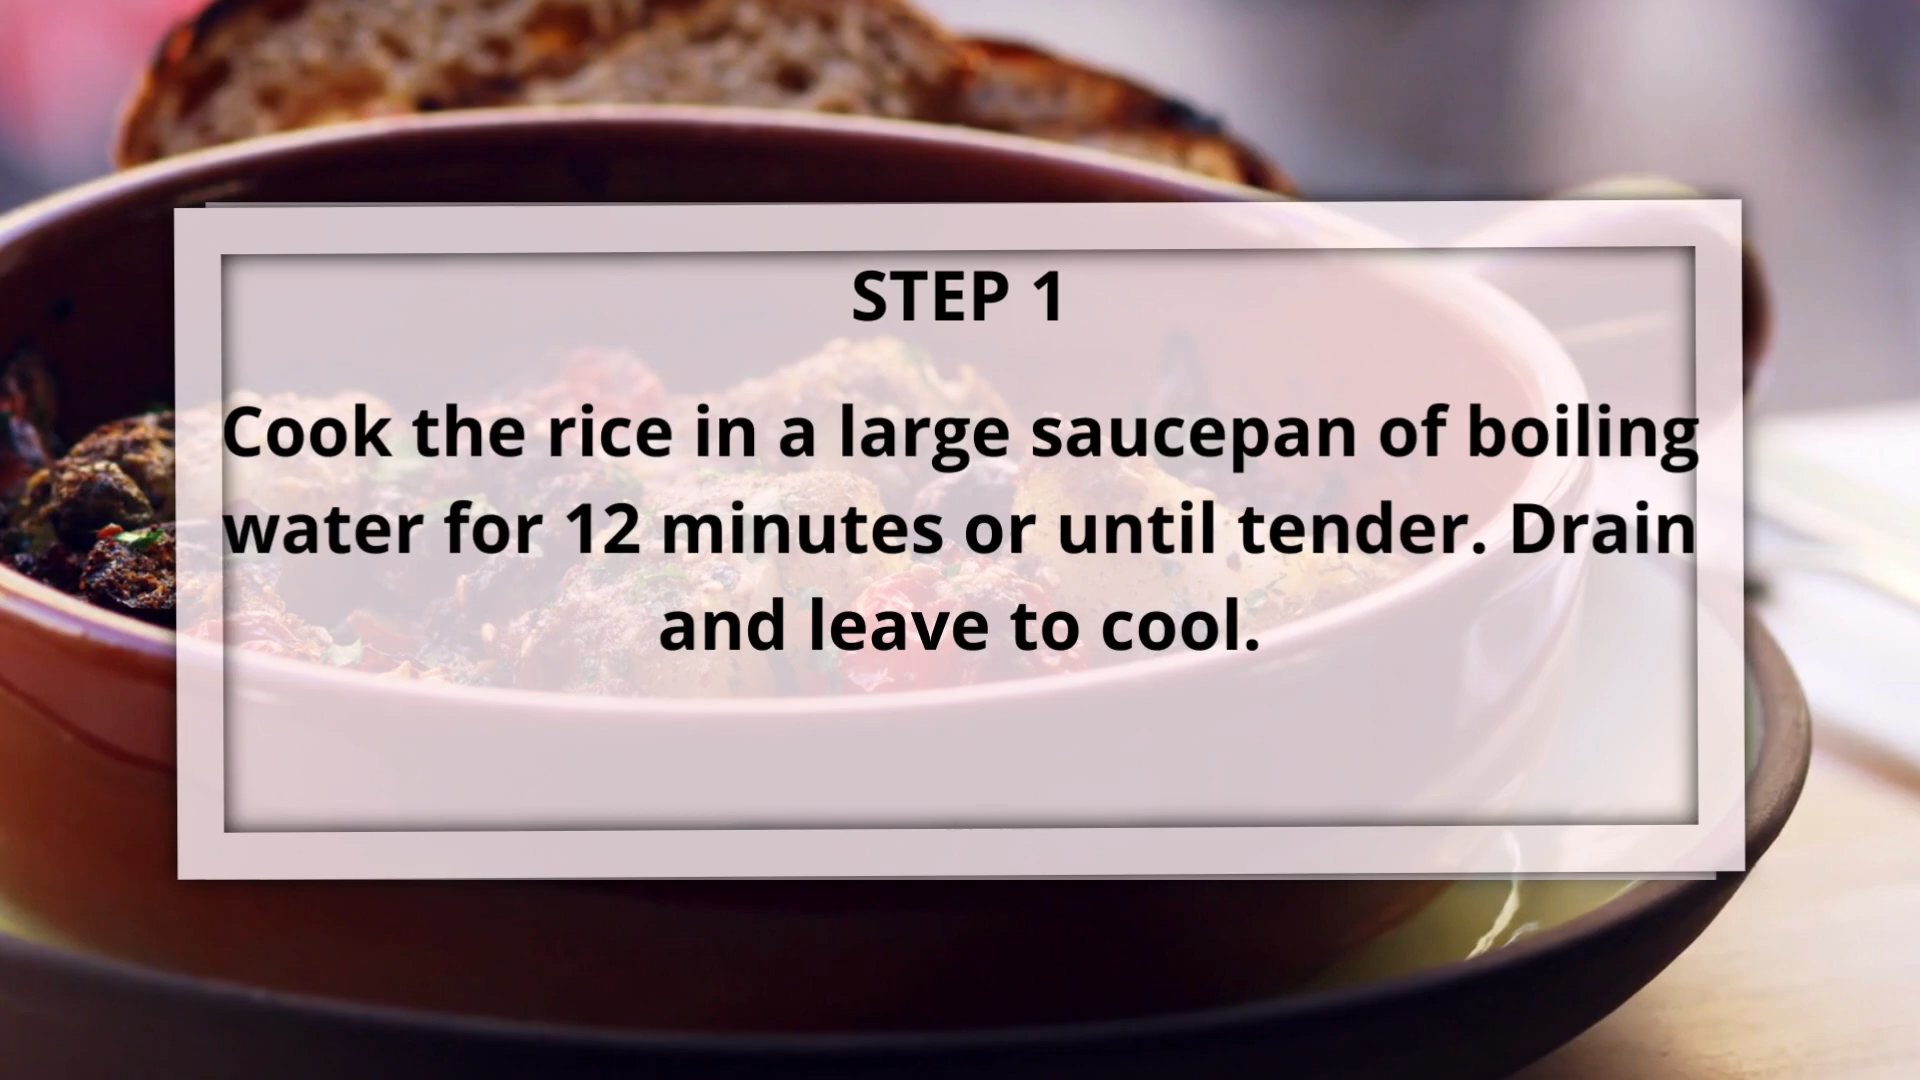 STEP 1
Cook the rice in a large saucepan of boiling
water for 12 minutes or until tender. Drain
and leave to cool.